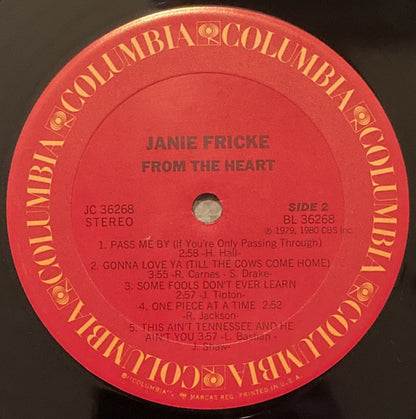 COLUMBIA COLUMBIA COLUMBIA COLUMBIA COLUMBIA COLUMBIA
JANIE FRICKE
FROM THE HEART
JC 36268
STEREO
SIDE 2
BL 36268
℗ 1979, 1980 CBS Inc.
1. PASS ME BY (If You're Only Passing Through)
2:58 -H. Hall-
2. GONNA LOVE YA (TILL THE COWS COME HOME)
3:55 -R. Carnes - S. Drake-
3. SOME FOOLS DON'T EVER LEARN
2:57 -J. Tipton-
4. ONE PIECE AT A TIME 2:52
-R. Jackson-
5. THIS AIN'T TENNESSEE AND HE
AIN'T YOU 3:57 -L. Bastian -
J. Shaw-
®"COLUMBIA", MARCAS REG. PRINTED IN U.S.A.